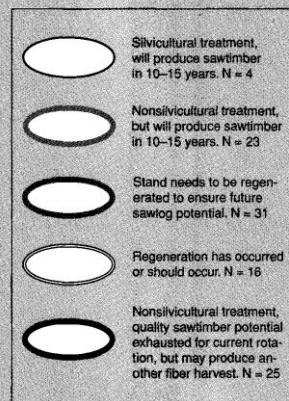 Silvicultural treatment,
will produce sawtimber
in 10–15 years. N = 4
Nonsilvicultural treatment,
but will produce sawtimber
in 10–15 years. N = 23
Stand needs to be regen-
erated to ensure future
sawlog potential. N = 31
Regeneration has occurred
or should occur. N = 16
Nonsilvicultural treatment,
quality sawtimber potential
exhausted for current rota-
tion, but may produce an-
other fiber harvest. N = 25